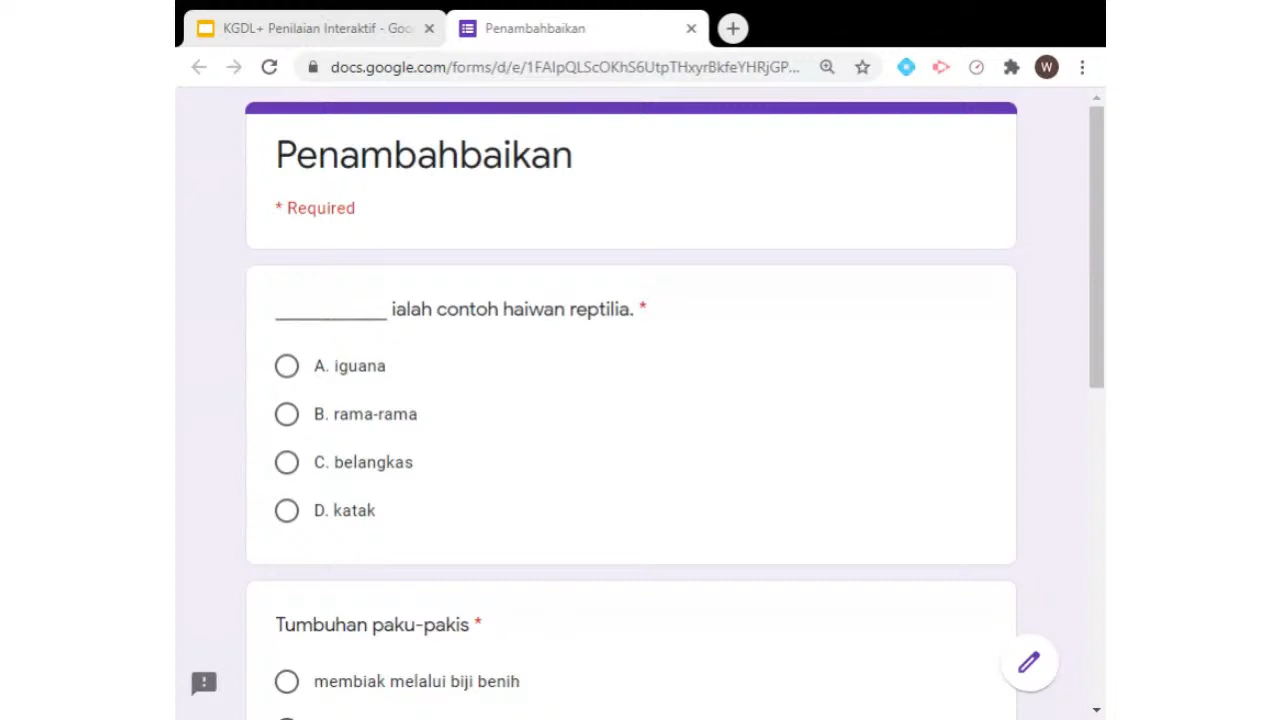 KGDL+ Penilaian Interaktif - Goo
Penambahbaikan
docs.google.com/forms/d/e/1FAIpQLScOKhS6UtpTHxyrBkfeYHRjGP...
W
Penambahbaikan
* Required
___________ ialah contoh haiwan reptilia. *
A. iguana
B. rama-rama
C. belangkas
D. katak
Tumbuhan paku-pakis *
membiak melalui biji benih